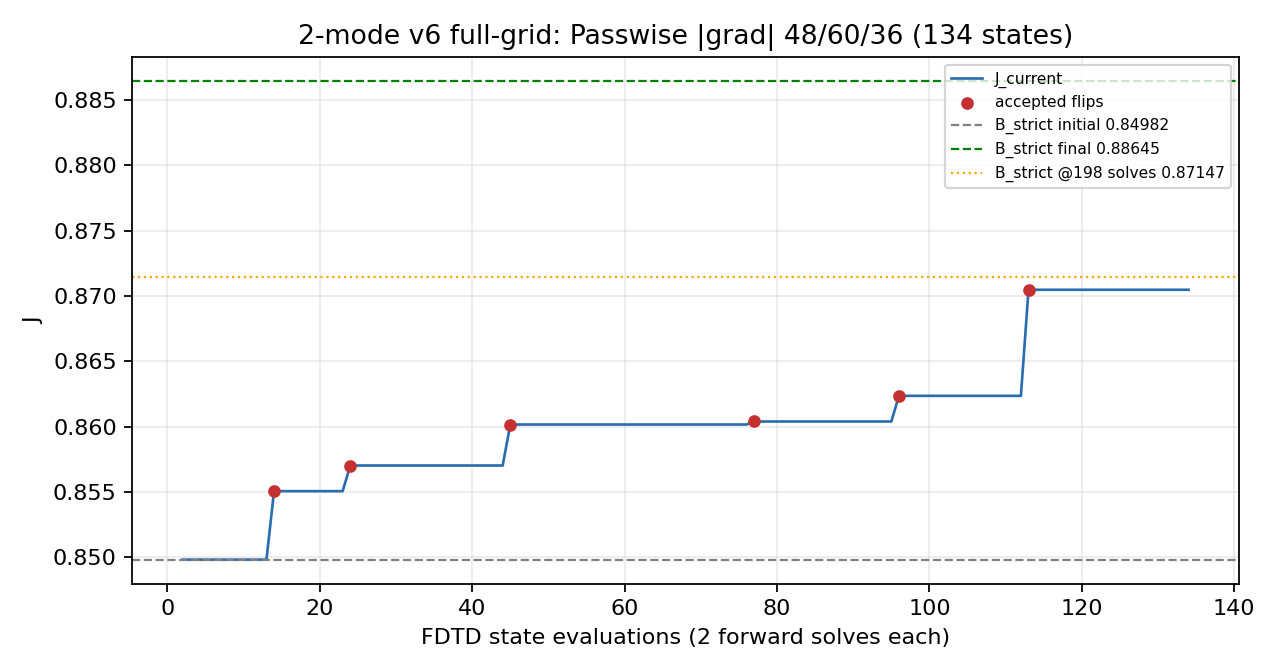 2-mode v6 full-grid: Passwise |grad| 48/60/36 (134 states)
J_current
accepted flips
B_strict initial 0.84982
B_strict final 0.88645
B_strict @198 solves 0.87147
0.885
0.880
0.875
0.870
0.865
0.860
0.855
0.850
J
0 20 40 60 80 100 120 140
FDTD state evaluations (2 forward solves each)